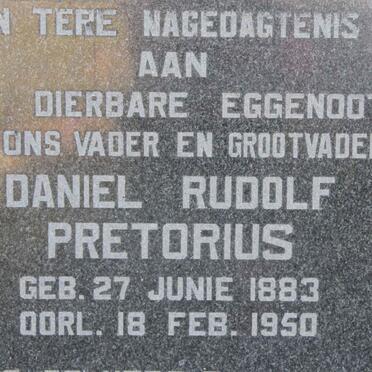 TERE NAGEDAGTENIS
AAN
DIERBARE EGGENOOT
ONS VADER EN GROOTVADER
DANIEL RUDOLF
PRETORIUS
GEB. 27 JUNIE 1883
OORL. 18 FEB. 1950